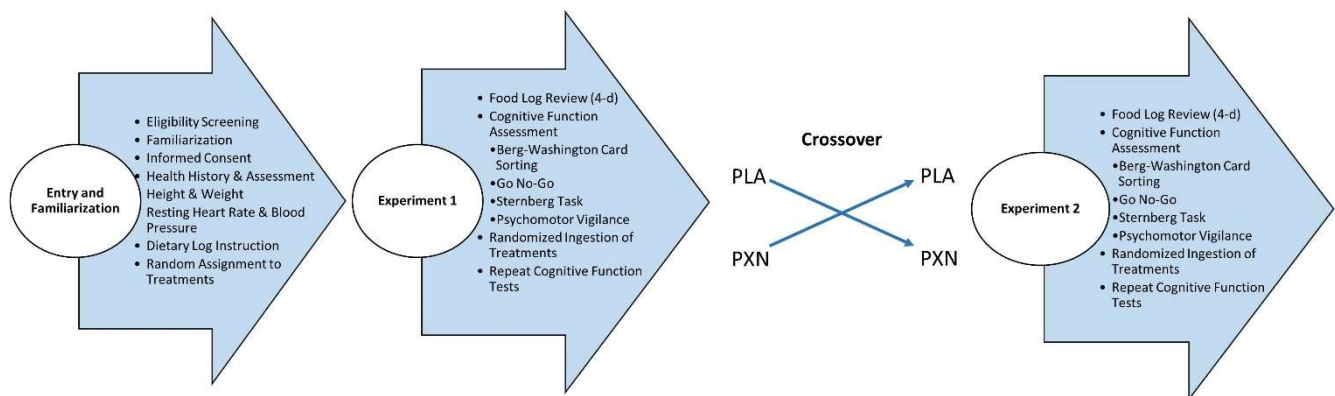 Entry and
Familiarization
• Eligibility Screening
• Familiarization
• Informed Consent
• Health History & Assessment
Height & Weight
Resting Heart Rate & Blood
Pressure
• Dietary Log Instruction
• Random Assignment to
Treatments
Experiment 1
• Food Log Review (4-d)
• Cognitive Function
Assessment
•Berg-Washington Card
Sorting
•Go No-Go
•Sternberg Task
•Psychomotor Vigilance
• Randomized Ingestion of
Treatments
• Repeat Cognitive Function
Tests
Crossover
PLA
PLA
PXN
PXN
Experiment 2
• Food Log Review (4-d)
• Cognitive Function
Assessment
•Berg-Washington Card
Sorting
•Go No-Go
•Sternberg Task
•Psychomotor Vigilance
• Randomized Ingestion of
Treatments
• Repeat Cognitive Function
Tests